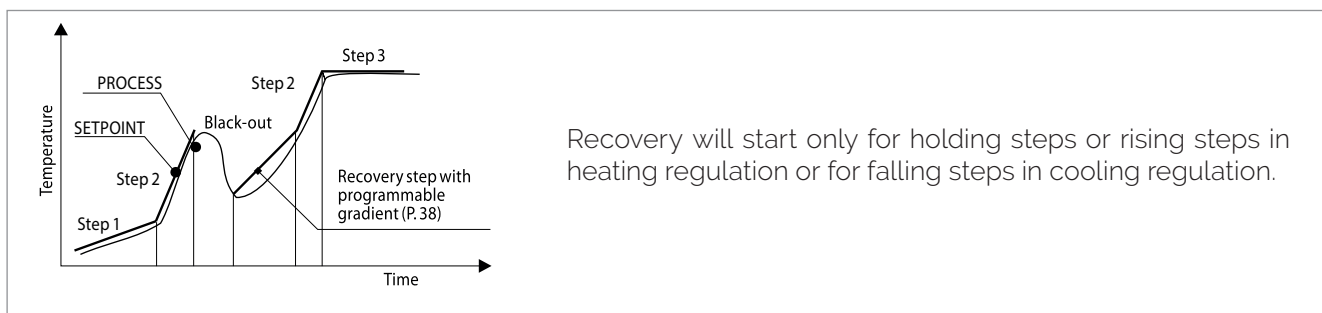 Step 3
Step 2
PROCESS
Black-out
SETPOINT
Step 2
Recovery step with
programmable
gradient (P. 38)
Step 1
Temperature
Time
Recovery will start only for holding steps or rising steps in
heating regulation or for falling steps in cooling regulation.